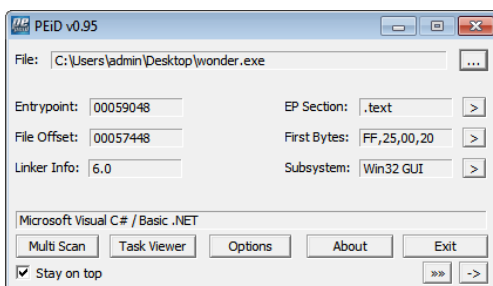 PEiD v0.95
File: C:\Users\admin\Desktop\wonder.exe ...
Entrypoint: 00059048 EP Section: .text >
File Offset: 00057448 First Bytes: FF,25,00,20 >
Linker Info: 6.0 Subsystem: Win32 GUI >
Microsoft Visual C# / Basic .NET
Multi Scan Task Viewer Options About Exit
Stay on top »» ->